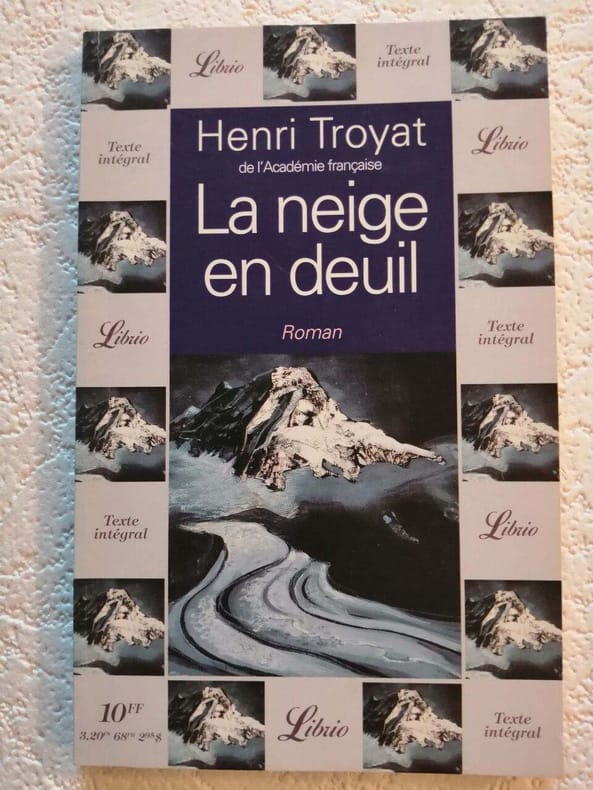 Librio
Texte
intégral
Henri Troyat
de l'Académie française
La neige
en deuil
Roman
Texte
intégral
Librio
Librio
Texte
intégral
Texte
intégral
Librio
10FF
Librio
Texte
intégral